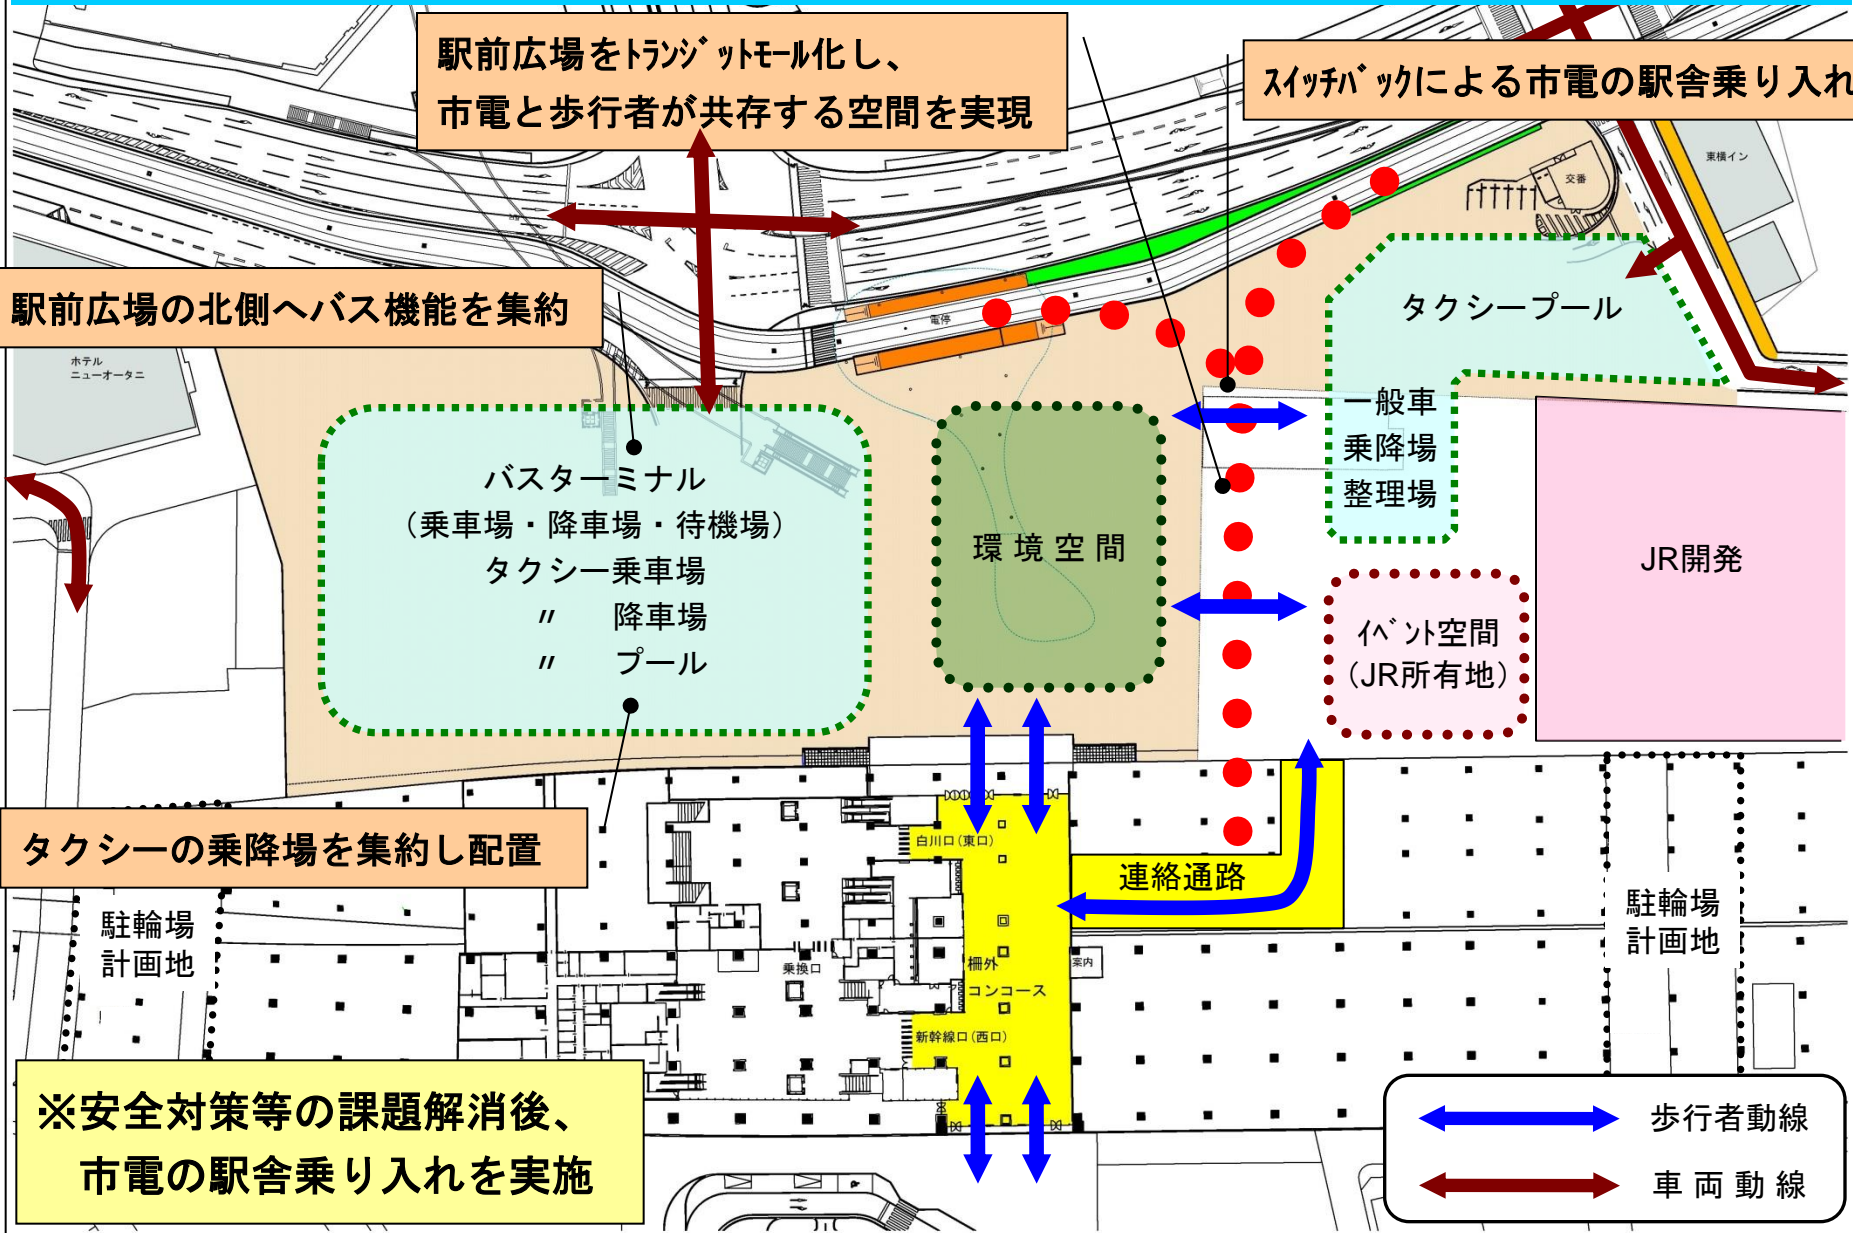 駅前広場をﾄﾗﾝｼﾞｯﾄﾓｰﾙ化し、
市電と歩行者が共存する空間を実現
ｽｲｯﾁﾊﾞｯｸによる市電の駅舎乗り入れ
東横イン
交番
駅前広場の北側へバス機能を集約
電停
タクシープール
ホテル
ニューオータニ
一般車
乗降場
整理場
バスターミナル
（乗車場・降車場・待機場）
タクシー乗車場
〃　降車場
〃　プール
環境空間
JR開発
ｲﾍﾞﾝﾄ空間
（JR所有地）
タクシーの乗降場を集約し配置
白川口(東口)
連絡通路
駐輪場
計画地
駐輪場
計画地
乗換口
柵外
コンコース
案内
新幹線口(西口)
※安全対策等の課題解消後、
市電の駅舎乗り入れを実施
歩行者動線
車両動線